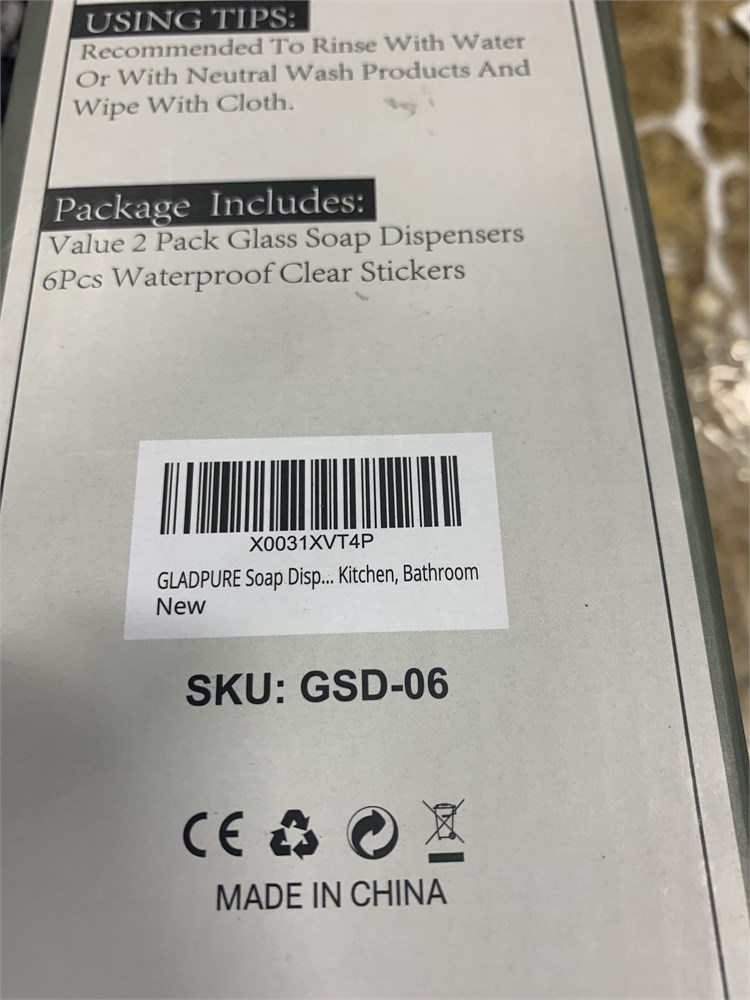 USING TIPS:
Recommended To Rinse With Water
Or With Neutral Wash Products And
Wipe With Cloth.
Package Includes:
Value 2 Pack Glass Soap Dispensers
6Pcs Waterproof Clear Stickers
X0031XVT4P
GLADPURE Soap Disp... Kitchen, Bathroom
New
SKU: GSD-06
CE
MADE IN CHINA